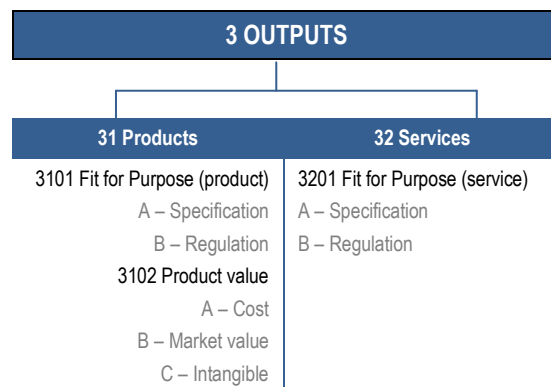 3 OUTPUTS
31 Products
3101 Fit for Purpose (product)
A – Specification
B – Regulation
3102 Product value
A – Cost
B – Market value
C – Intangible
32 Services
3201 Fit for Purpose (service)
A – Specification
B – Regulation